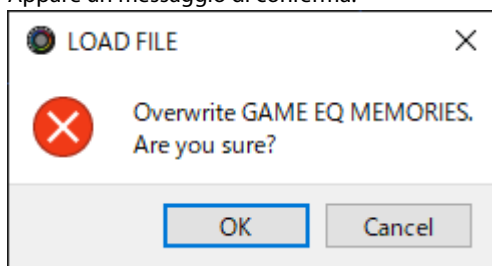 Appare un messaggio di conferma.
LOAD FILE
Overwrite GAME EQ MEMORIES.
Are you sure?
OK
Cancel